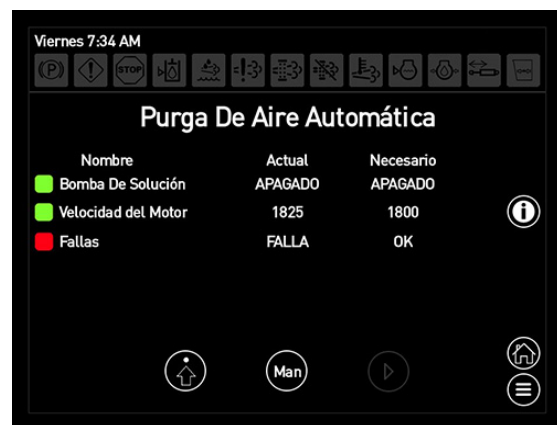 Viernes 7:34 AM
P STOP
Purga De Aire Automática
Nombre Actual Necesario
Bomba De Solución APAGADO APAGADO
Velocidad del Motor 1825 1800
Fallas FALLA OK
Man